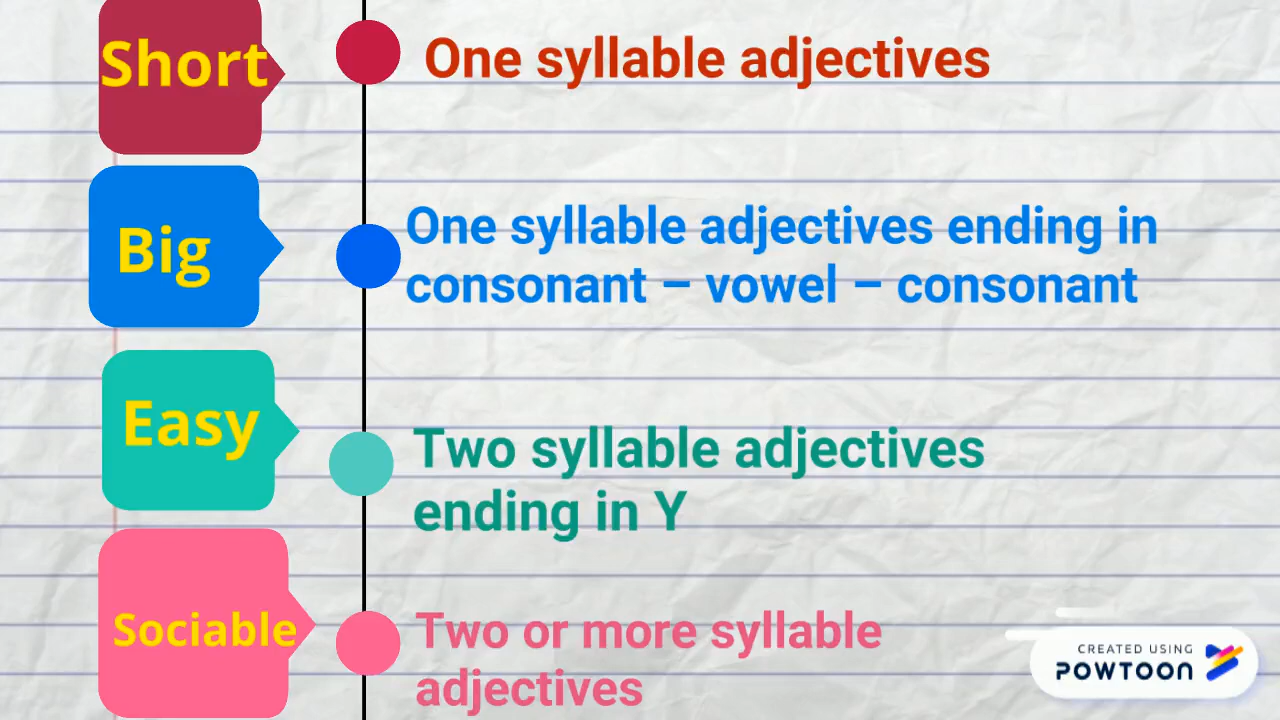 Short
One syllable adjectives
Big
One syllable adjectives ending in
consonant – vowel – consonant
Easy
Two syllable adjectives
ending in Y
Sociable
Two or more syllable
adjectives
CREATED USING
POWTOON